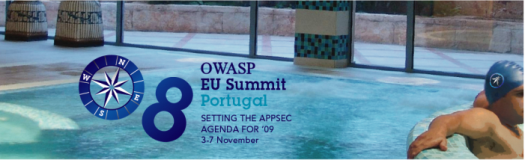 N
E
S
W
8
OWASP
EU Summit
Portugal
SETTING THE APPSEC
AGENDA FOR '09
3-7 November